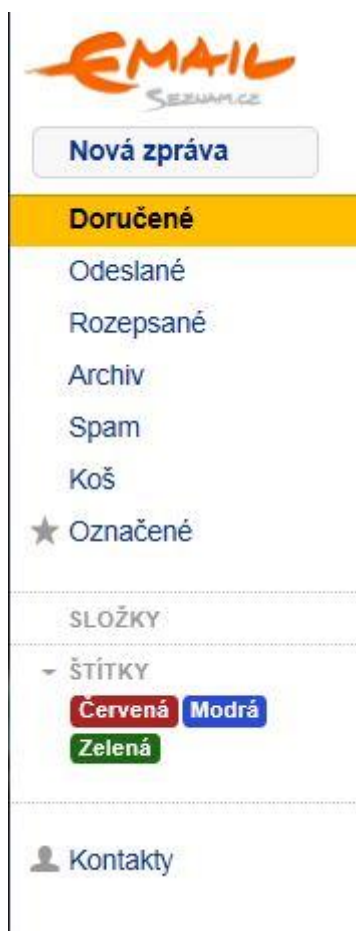 EMAIL
SEZNAM.CZ
Nová zpráva
Doručené
Odeslané
Rozepsané
Archiv
Spam
Koš
Označené
SLOŽKY
ŠTÍTKY
Červená Modrá
Zelená
Kontakty